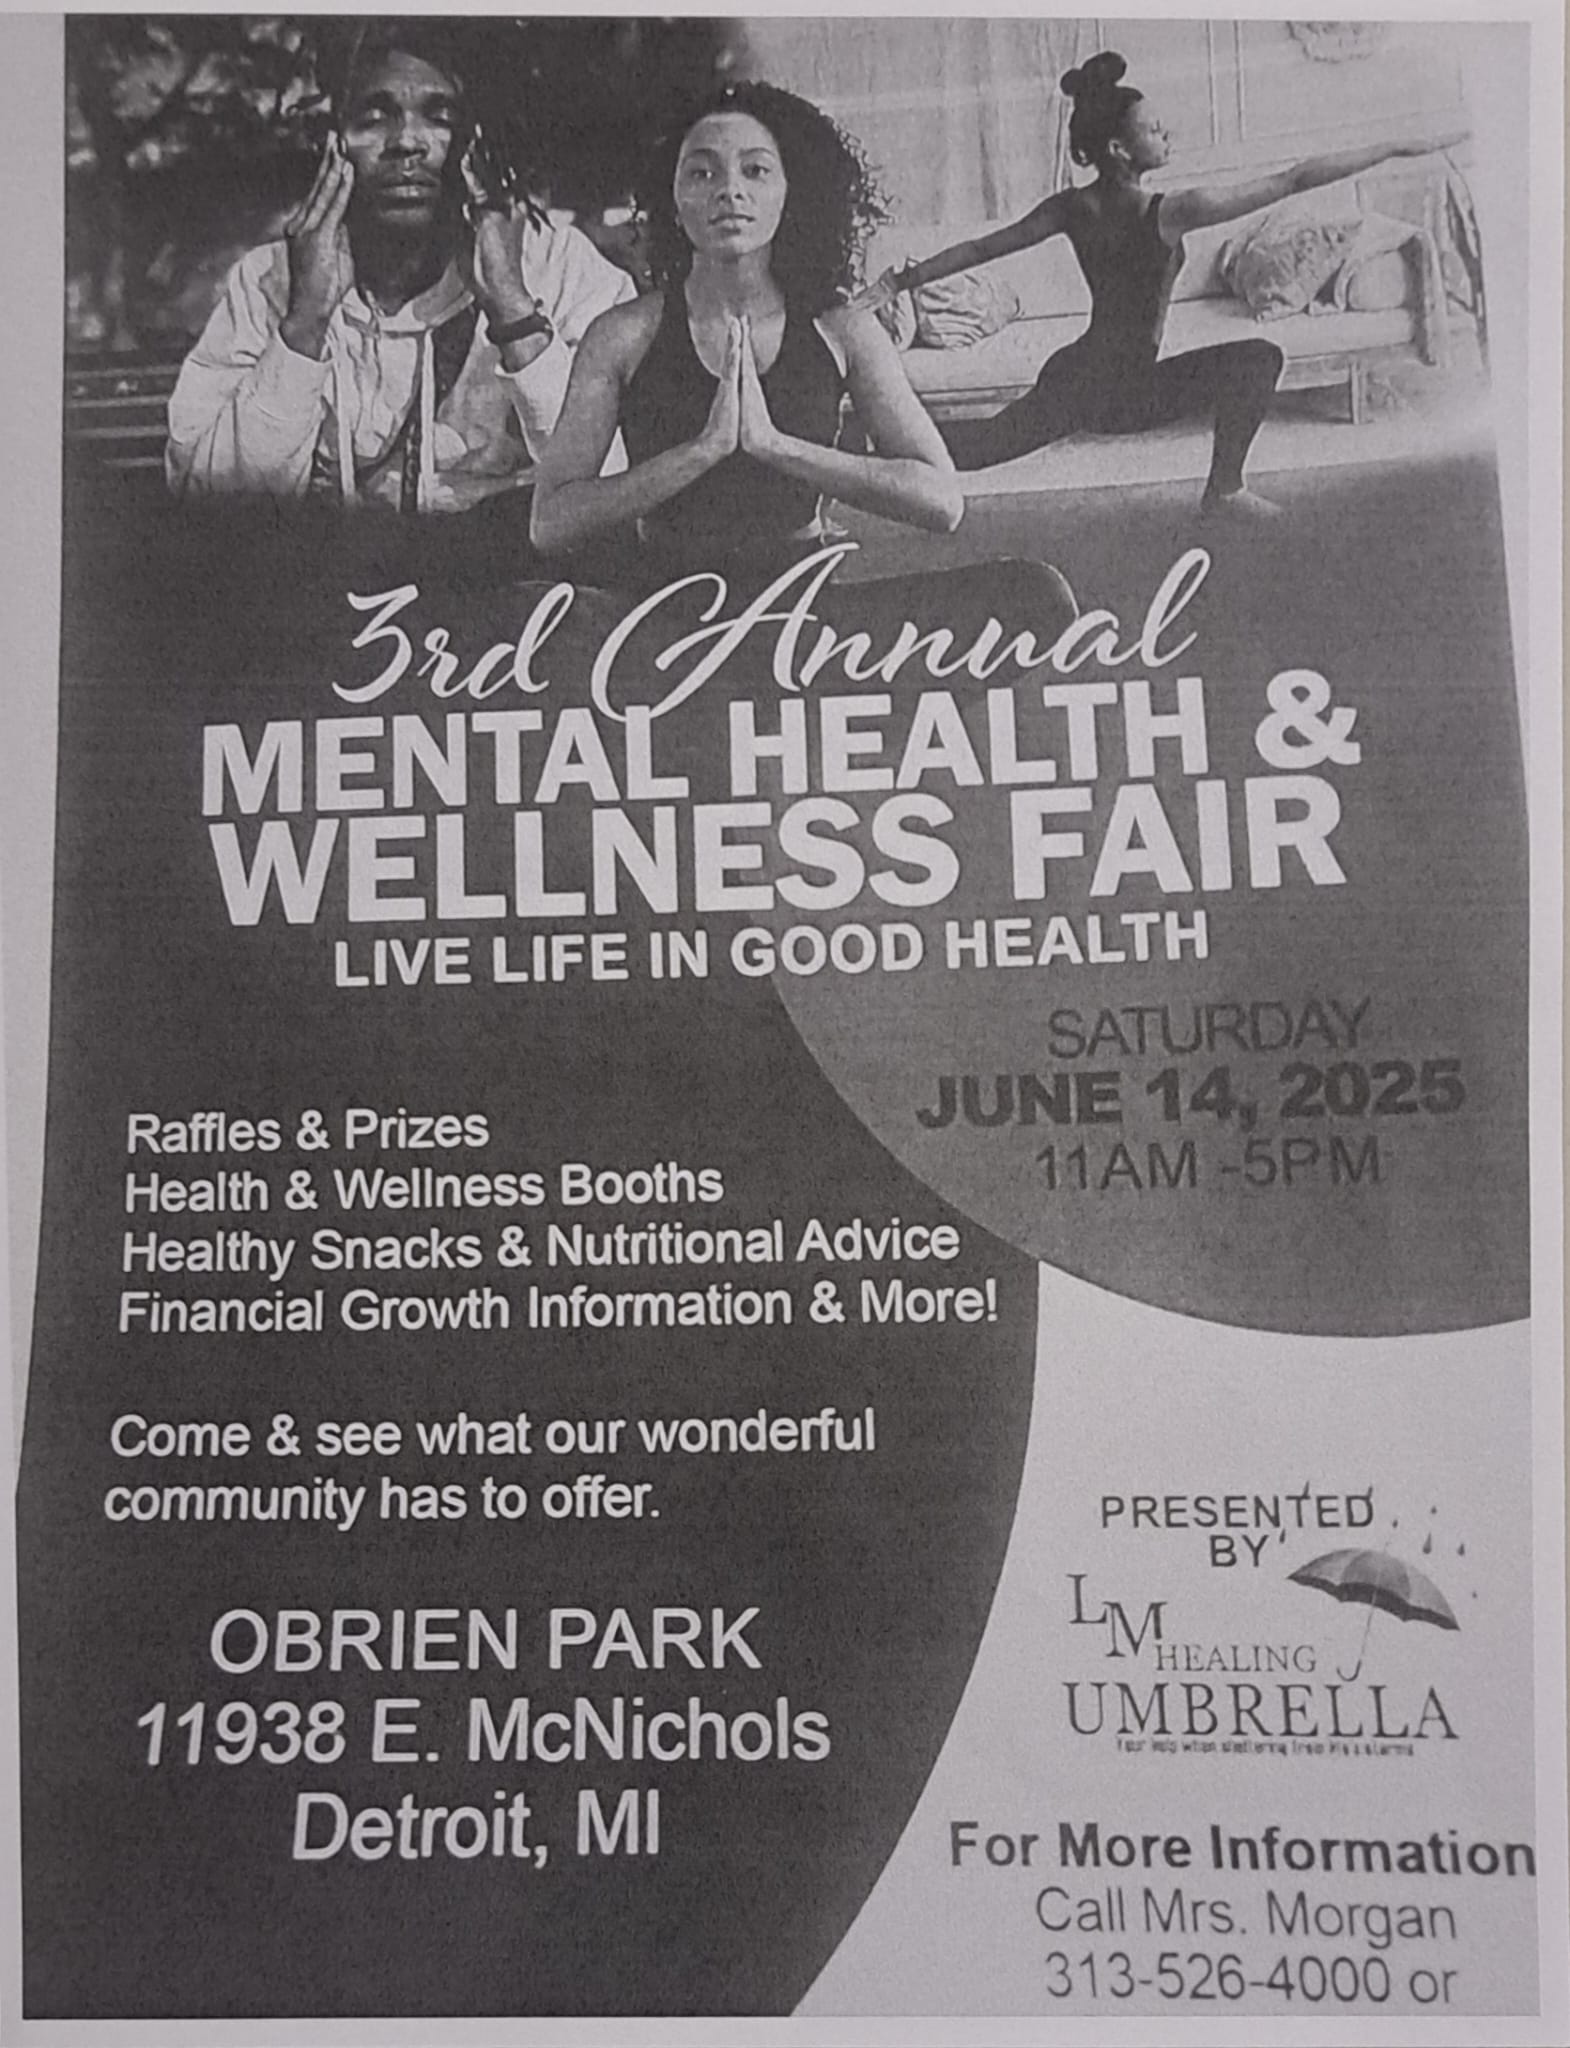 3rd Annual
MENTAL HEALTH &
WELLNESS FAIR
LIVE LIFE IN GOOD HEALTH
SATURDAY
JUNE 14, 2025
11AM -5PM
Raffles & Prizes
Health & Wellness Booths
Healthy Snacks & Nutritional Advice
Financial Growth Information & More!
Come & see what our wonderful
community has to offer.
OBRIEN PARK
11938 E. McNichols
Detroit, MI
PRESENTED
BY
LM
HEALING
UMBRELLA
For More Information
Call Mrs. Morgan
313-526-4000 or